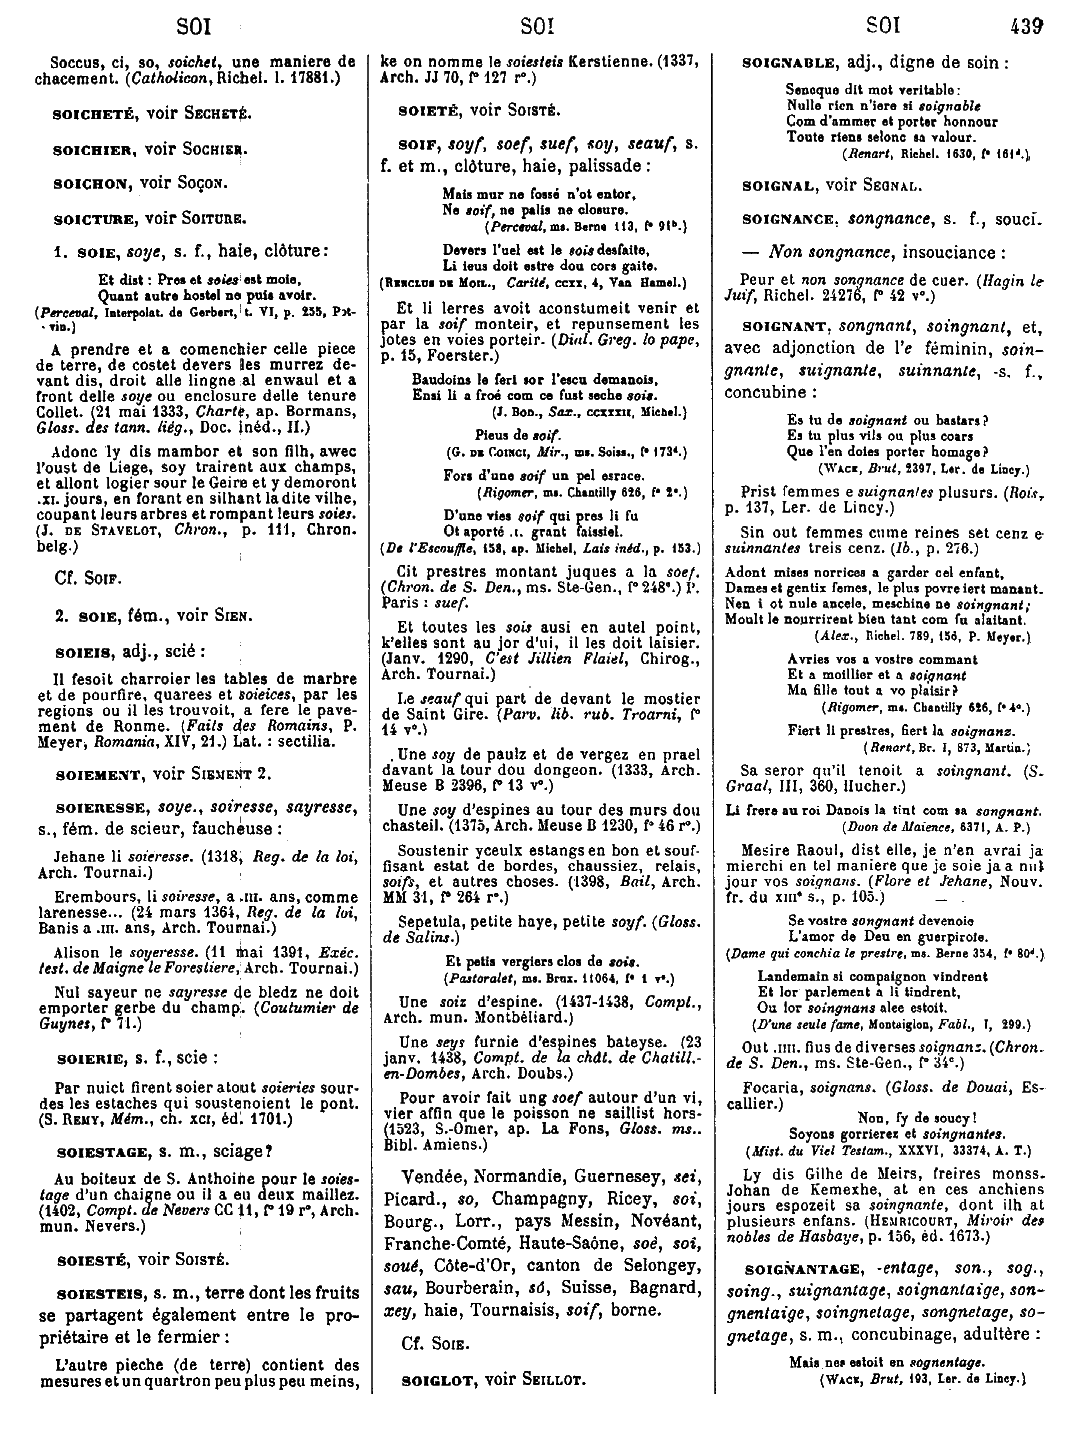 SOI SOI SOI 439
Soccus, ci, so, soichet, une maniere de
chacement. (Catholicon, Richel. l. 17881.)
SOICHETÉ, voir SECHETÉ.
SOICHIER, voir SOCHIER.
SOICHON, voir SOÇON.
SOICTURE, voir SOITURE.
1. SOIE, soye, s. f., haie, clôture :
Et dist : Pres et soies est moie,
Quant autre hostel ne puis avoir.
(Perceval, Interpolat. de Gerbert, t. VI, p. 255, Pot-
vin.)
A prendre et a comenchier celle piece
de terre, de costet devers les murrez de-
vant dis, droit alle lingne al enwaul et a
front delle soye ou enclosure delle tenure
Collet. (21 mai 1333, Charte, ap. Bormans,
Gloss. des tann. liég., Doc. inéd., II.)
Adonc ly dis mambor et son filh, awec
l'oust de Liege, soy trairent aux champs,
et allont logier sour le Geire et y demoront
.XI. jours, en forant en silhant la dite vilhe,
coupant leurs arbres et rompant leurs soies.
(J. DE STAVELOT, Chron., p. 111, Chron.
belg.)
Cf. SOIF.
2. SOIE, fém., voir SIEN.
SOIEIS, adj., scié :
Il fesoit charroier les tables de marbre
et de pourfire, quarees et soieices, par les
regions ou il les trouvoit, a fere le pave-
ment de Ronme. (Faits des Romains, P.
Meyer, Romania, XIV, 21.) Lat. : sectilia.
SOIEMENT, voir SIEMENT 2.
SOIERESSE, soye., soiresse, sayresse,
s., fém. de scieur, faucheuse :
Jehane li soieresse. (1318, Reg. de la loi,
Arch. Tournai.)
Erembours, li soiresse, a .III. ans, comme
larenesse... (24 mars 1364, Reg. de la loi,
Banis a .III. ans, Arch. Tournai.)
Alison le soyeresse. (11 mai 1391, Exéc.
test. de Maigne le Forestiere, Arch. Tournai.)
Nul sayeur ne sayresse de bledz ne doit
emporter gerbe du champ. (Coutumier de
Guynes, f° 71.)
SOIERIE, s. f., scie :
Par nuict firent soier atout soieries sour-
des les estaches qui soustenoient le pont.
(S. REMY, Mém., ch. XCI, éd. 1701.)
SOIESTAGE, s. m., sciage ?
Au boiteux de S. Anthoine pour le soies-
tage d'un chaigne ou il a eu deux maillez.
(1402, Compt. de Nevers CC 11, f° 19 r°, Arch.
mun. Nevers.)
SOIESTÉ, voir SOISTÉ.
SOIESTEIS, s. m., terre dont les fruits
se partagent également entre le pro-
priétaire et le fermier :
L'autre pieche (de terre) contient des
mesures et un quartron peu plus peu meins,
ke on nomme le soiesteis Kerstienne. (1337,
Arch. JJ 70, f° 127 r°.)
SOIETÉ, voir SOISTÉ.
SOIF, soyf, soef, suef, soy, seauf, s.
f. et m., clôture, haie, palissade :
Mais mur ne fossé n'ot entor,
Ne soif, ne palis ne closure.
(Perceval, ms. Berne 113, f° 91b.)
Devers l'uel est le sois desfaite,
Li leus doit estre dou cors gaite.
(RENCLUS DE MOIL., Carité, CCXX, 4, Van Hamel.)
Et li lerres avoit aconstumeit venir et
par la soif monteir, et repunsement les
jotes en voies porteir. (Dial. Greg. lo pape,
p. 15, Foerster.)
Baudoins le feri sor l'escu demanois,
Ensi li a froé com ce fust seche sois.
(J. BOD., Sax., CCXXXII, Michel.)
Pieus de soif.
(G. DE COINCI, Mir., ms. Soiss., f° 173d.)
Fors d'une soif un pel esrace.
(Rigomer, ms. Chantilly 626, f° 2°.)
D'une vies soif qui pres li fu
Ot aporté .I. grant faissiel.
(De l'Escouffle, 158, ap. Michel, Lais inéd., p. 153.)
Cit prestres montant juques a la soef.
(Chron. de S. Den., ms. Ste-Gen., f° 248°.) P.
Paris : suef.
Et toutes les sois ausi en autel point,
k'elles sont au jor d'ui, il les doit laisier.
(Janv. 1290, C'est Jillien Flaiel, Chirog.,
Arch. Tournai.)
Le seauf qui part de devant le mostier
de Saint Gire. (Parv. lib. rub. Troarni, f°
14 v°.)
Une soy de paulz et de vergez en prael
davant la tour dou dongeon. (1333, Arch.
Meuse B 2396, f° 13 v°.)
Une soy d'espines au tour des murs dou
chasteil. (1375, Arch. Meuse B 1230, f° 46 r°.)
Soustenir yceulx estangs en bon et souf-
fisant estat de bordes, chaussiez, relais,
soifs, et autres choses. (1398, Bail, Arch.
MM 31, f° 264 r°.)
Sepetula, petite haye, petite soyf. (Gloss.
de Salins.)
Et petis vergiers clos de sois.
(Pastoralet, ms. Brux. 11064, f° 1 v°.)
Une soiz d'espine. (1437-1438, Compt.,
Arch. mun. Montbéliard.)
Une seys furnie d'espines bateyse. (23
janv. 1438, Compt. de la chât. de Chatill.-
en-Dombes, Arch. Doubs.)
Pour avoir fait ung soef autour d'un vi,
vier affin que le poisson ne saillist hors-
(1523, S.-Omer, ap. La Fons, Gloss. ms..
Bibl. Amiens.)
Vendée, Normandie, Guernesey, sei,
Picard., so, Champagny, Ricey, soi,
Bourg., Lorr., pays Messin, Novéant,
Franche-Comté, Haute-Saône, soè, soi,
soué, Côte-d'Or, canton de Selongey,
sau, Bourberain, só, Suisse, Bagnard,
xey, haie, Tournaisis, soif, borne.
Cf. SOIE.
SOIGLOT, voir SEILLOT.
SOIGNABLE, adj., digne de soin :
Seneque dit mot veritable :
Nulle rien n'iere si soignable
Com d'ammer et porter honnour
Toute riens selonc sa valour.
(Renart, Richel. 1630, f° 161d.)
SOIGNAL, voir SEGNAL.
SOIGNANCE, songnance, s. f., souci.
— Non songnance, insouciance :
Peur et non songnance de cuer. (Hagin le
Juif, Richel. 24276, f° 42 v°.)
SOIGNANT, songnant, soingnant, et,
avec adjonction de l'e féminin, soin-
gnante, suignante, suinnante, -s. f.,
concubine :
Es tu de soignant ou bastars ?
Es tu plus vils ou plus coars
Que l'en doies porter homage ?
(WACE, Brut, 2397, Ler. de Lincy.)
Prist femmes e suignantes plusurs. (Rois,
p. 137, Ler. de Lincy.)
Sin out femmes cume reines set cenz e
suinnantes treis cenz. (Ib., p. 276.)
Adont mises norrices a garder cel enfant,
Dames et gentix femes, le plus povre iert manant.
Nen i ot nule ancele, meschine ne soingnant ;
Moult le nourrirent bien tant com fu alaitant.
(Alex., Richel. 789, 15d, P. Meyer.)
Avries vos a vostre commant
Et a moillier et a soignant
Ma fille tout a vo plaisir ?
(Rigomer, ms. Chantilly 626, f° 4°.)
Fiert li prestres, fiert la soignanz.
(Renart, Br. I, 873, Martin.)
Sa seror qu'il tenoit a soingnant. (S.
Graal, III, 360, Hucher.)
Li frere au roi Danois la tint com sa songnant.
(Doon de Maience, 6371, A. P.)
Mesire Raoul, dist elle, je n'en avrai ja
mierchi en tel maniere que je soie ja a nul
jour vos soignans. (Flore et Jehane, Nouv.
fr. du XIIIe s., p. 105.)
Se vostre songnant devenoie
L'amor de Deu en guerpiroie.
(Dame qui conchia le prestre, ms. Berne 354, f° 80d.)
Landemain si compaignon vindrent
Et lor parlement a li tindrent,
Ou lor soingnans alee estoit.
(D'une seule fame, Montaiglon, Fabl., I, 299.)
Out .IIII. fius de diverses soignanz. (Chron.
de S. Den., ms. Ste-Gen., f° 34c.)
Focaria, soignans. (Gloss. de Douai, Es-
callier.)
Non, fy de soucy !
Soyons gorrierez et soingnantes.
(Mist. du Viel Testam., XXXVI, 33374, A. T.)
Ly dis Gilhe de Meirs, freires monss.
Johan de Kemexhe, at en ces anchiens
jours espozeit sa soingnante, dont ilh at
plusieurs enfans. (HEMRICOURT, Miroir des
nobles de Hasbaye, p. 156, éd. 1673.)
SOIGNANTAGE, -entage, son., sog.,
soing., suignantage, soignantaige, son-
gnentaige, soingnetage, songnetage, so-
gnetage, s. m., concubinage, adultère :
Mais nes estoit en sognentage.
(WACE, Brut, 193, Ler. de Lincy.)